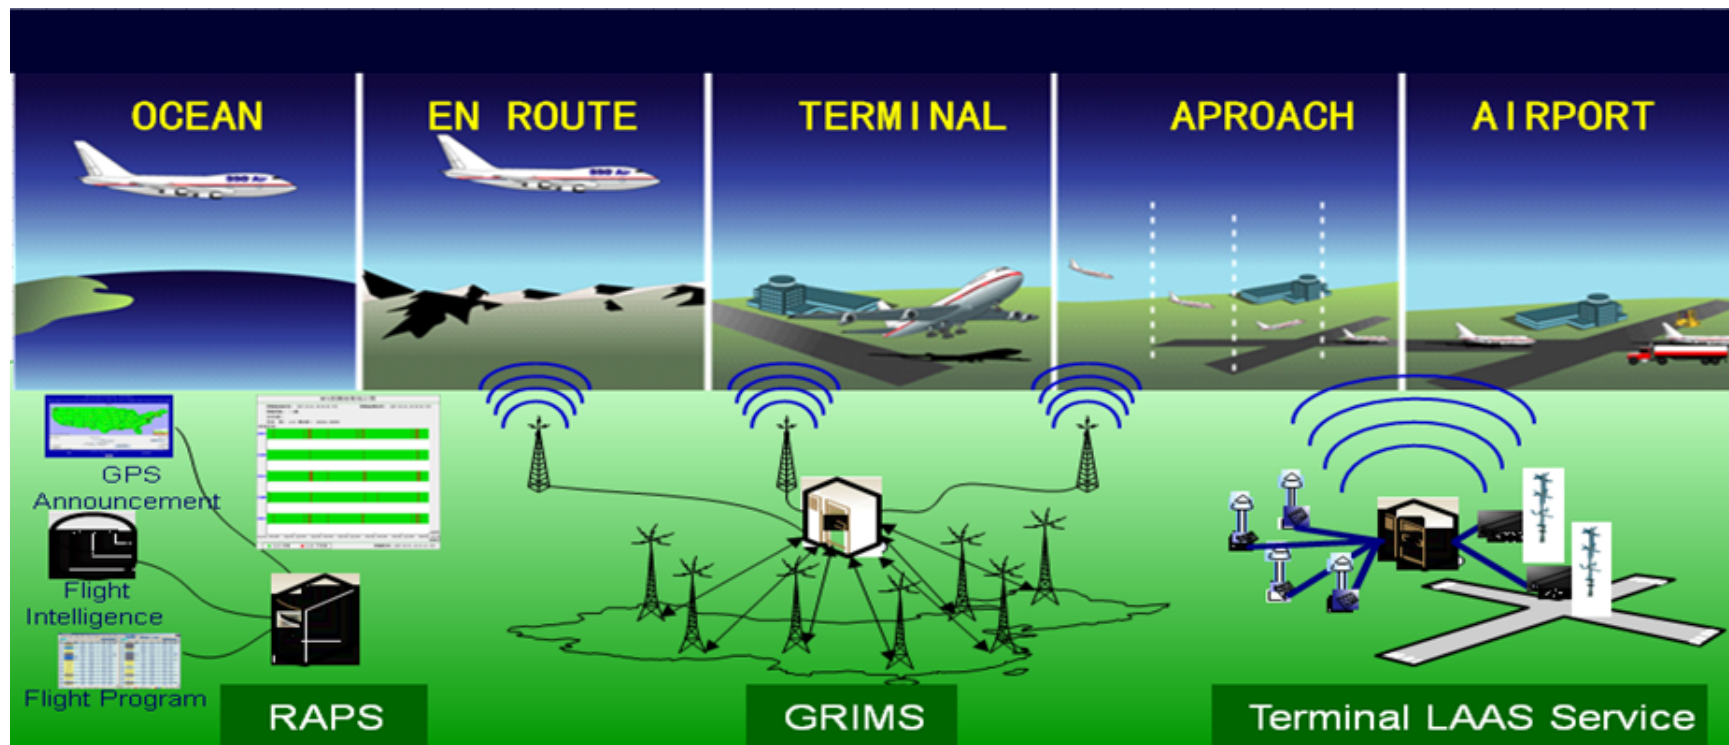 OCEAN
EN ROUTE
TERMINAL
APROACH
AIRPORT
GPS
Announcement
Flight
Intelligence
Flight Program
RAPS
GRIMS
Terminal LAAS Service